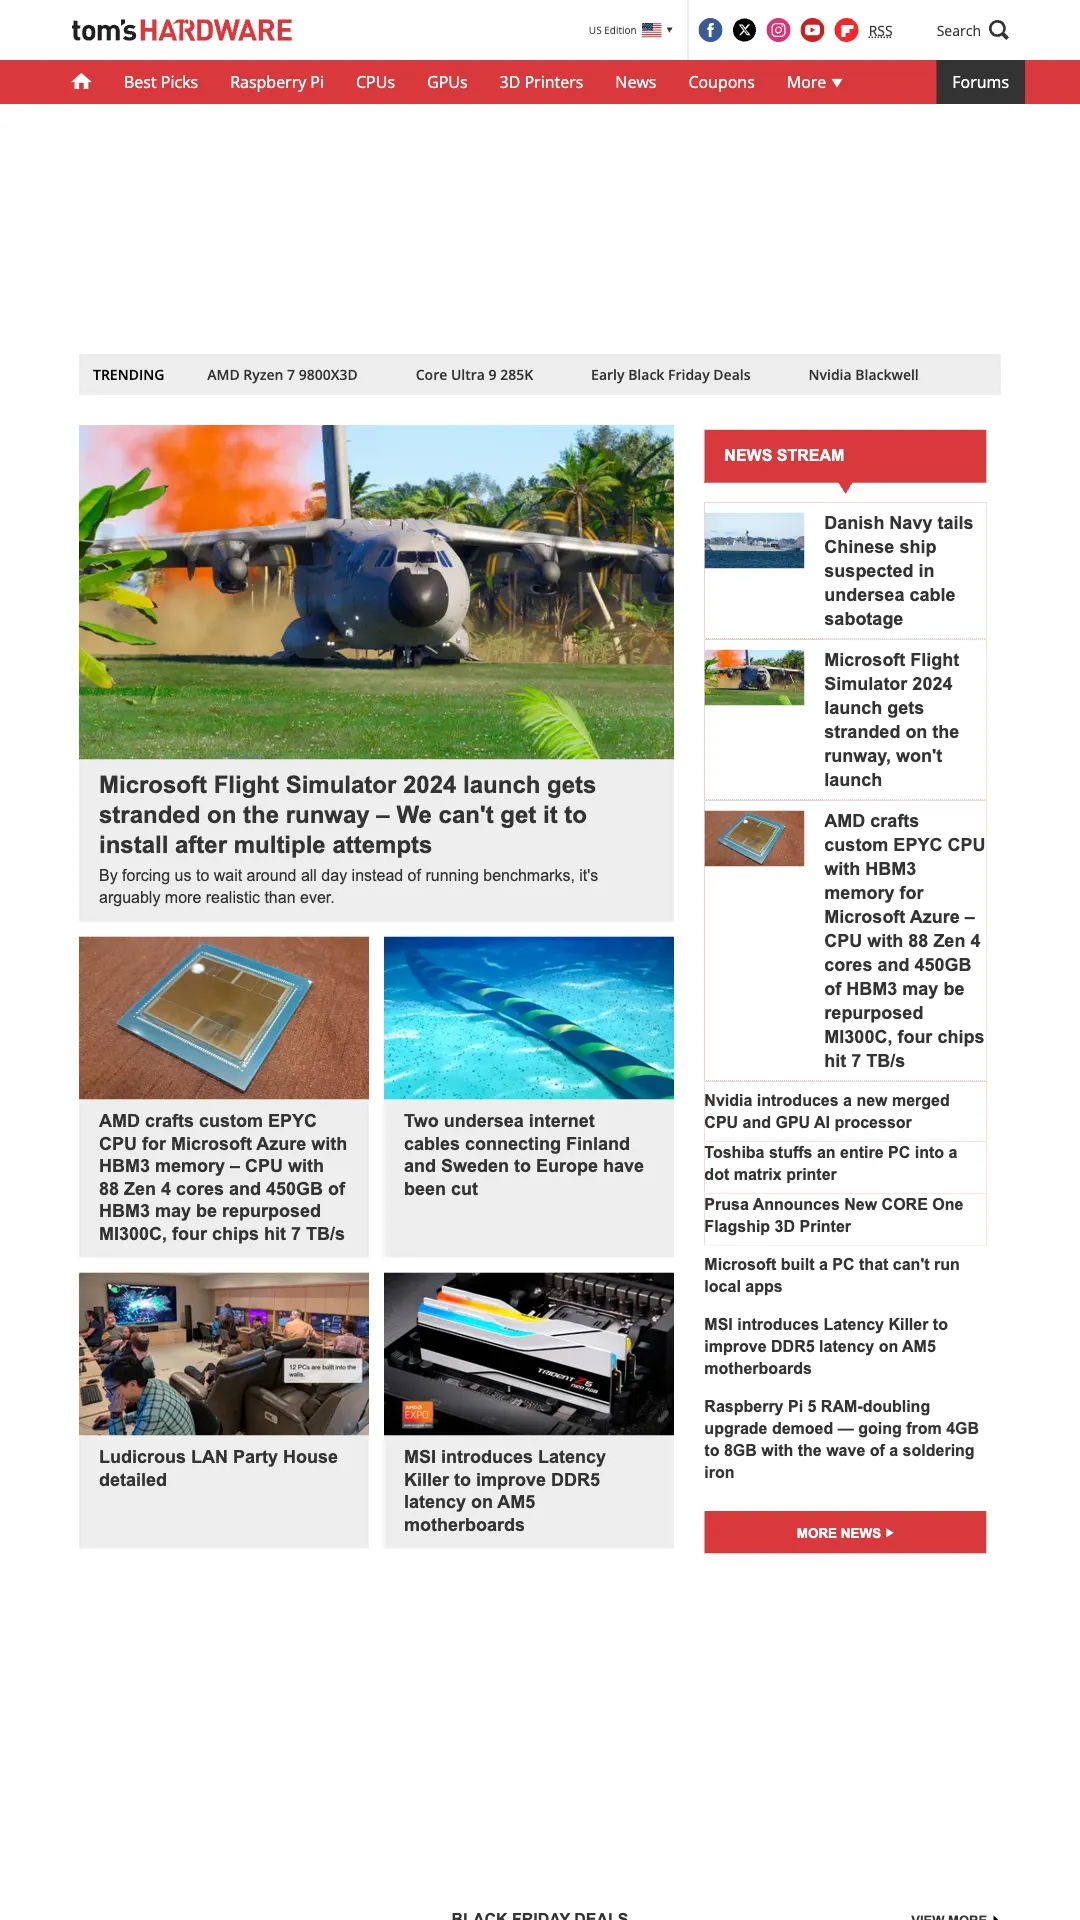 tom's HARDWARE
US Edition ▼
RSS
Search
Best Picks
Raspberry Pi
CPUs
GPUs
3D Printers
News
Coupons
More ▼
Forums
TRENDING
AMD Ryzen 7 9800X3D
Core Ultra 9 285K
Early Black Friday Deals
Nvidia Blackwell
Microsoft Flight Simulator 2024 launch gets
stranded on the runway – We can't get it to
install after multiple attempts
By forcing us to wait around all day instead of running benchmarks, it's
arguably more realistic than ever.
AMD crafts custom EPYC
CPU for Microsoft Azure with
HBM3 memory – CPU with
88 Zen 4 cores and 450GB of
HBM3 may be repurposed
MI300C, four chips hit 7 TB/s
Two undersea internet
cables connecting Finland
and Sweden to Europe have
been cut
12 PCs are built into the
walls.
Ludicrous LAN Party House
detailed
TRIDENT Z5
NEO RGB
AMD
EXPO
MSI introduces Latency
Killer to improve DDR5
latency on AM5
motherboards
NEWS STREAM
Danish Navy tails
Chinese ship
suspected in
undersea cable
sabotage
Microsoft Flight
Simulator 2024
launch gets
stranded on the
runway, won't
launch
AMD crafts
custom EPYC CPU
with HBM3
memory for
Microsoft Azure –
CPU with 88 Zen 4
cores and 450GB
of HBM3 may be
repurposed
MI300C, four chips
hit 7 TB/s
Nvidia introduces a new merged
CPU and GPU AI processor
Toshiba stuffs an entire PC into a
dot matrix printer
Prusa Announces New CORE One
Flagship 3D Printer
Microsoft built a PC that can't run
local apps
MSI introduces Latency Killer to
improve DDR5 latency on AM5
motherboards
Raspberry Pi 5 RAM-doubling
upgrade demoed — going from 4GB
to 8GB with the wave of a soldering
iron
MORE NEWS ▶
BLACK FRIDAY DEALS
VIEW MORE ▶